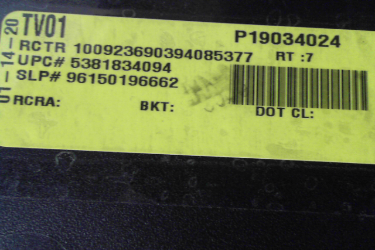 01-14-20
TV01 P19034024
RCTR 100923690394085377 RT :7
UPC# 5381834094
SLP# 96150196662
RCRA: BKT: DOT CL: